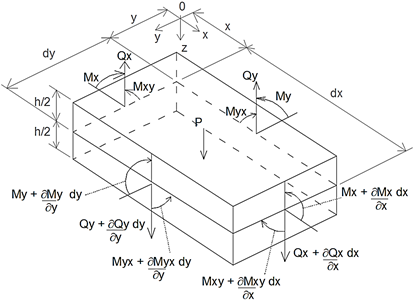 0
y
x
dy
y
x
z
dx
Qx
Mx
Mxy
Qy
My
Myx
h/2
h/2
P
My + ∂My dy
∂y
Mx + ∂Mx dx
∂x
Qy + ∂Qy dy
∂y
Myx + ∂Myx dy
∂y
Mxy + ∂Mxy dx
∂x
Qx + ∂Qx dx
∂x